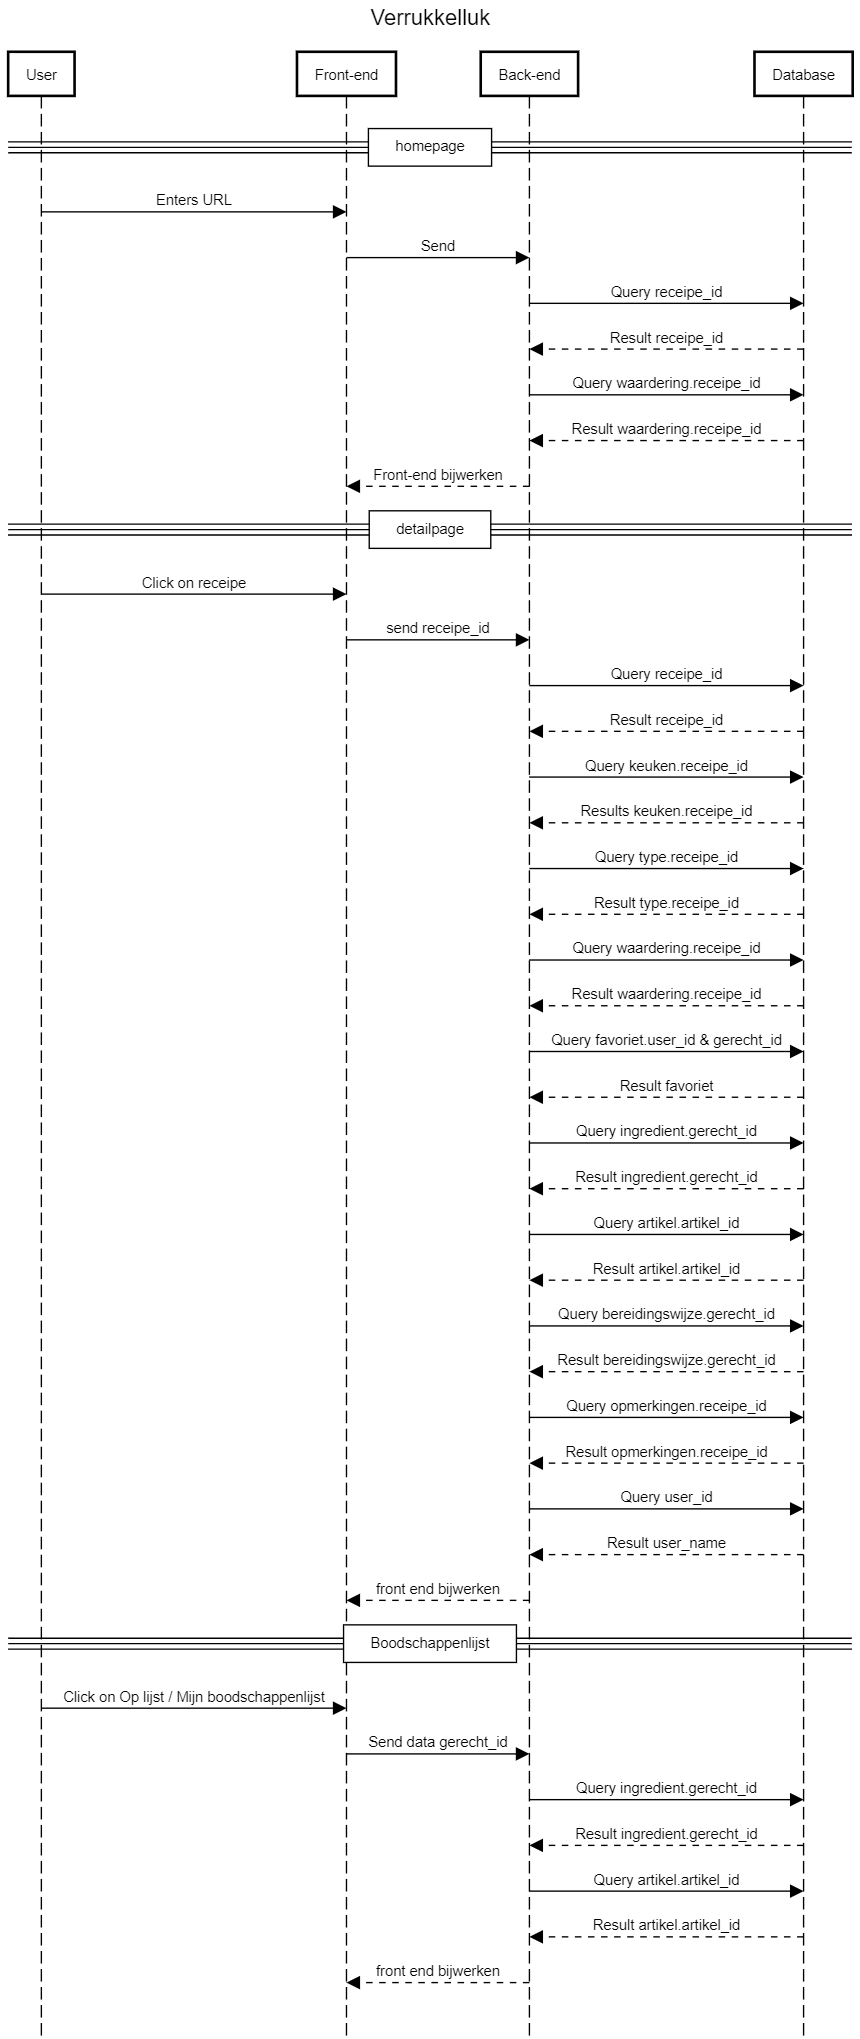 Verrukkelluk
User
Front-end
Back-end
Database
homepage
Enters URL
Send
Query receipe_id
Result receipe_id
Query waardering.receipe_id
Result waardering.receipe_id
Front-end bijwerken
detailpage
Click on receipe
send receipe_id
Query receipe_id
Result receipe_id
Query keuken.receipe_id
Results keuken.receipe_id
Query type.receipe_id
Result type.receipe_id
Query waardering.receipe_id
Result waardering.receipe_id
Query favoriet.user_id & gerecht_id
Result favoriet
Query ingredient.gerecht_id
Result ingredient.gerecht_id
Query artikel.artikel_id
Result artikel.artikel_id
Query bereidingswijze.gerecht_id
Result bereidingswijze.gerecht_id
Query opmerkingen.receipe_id
Result opmerkingen.receipe_id
Query user_id
Result user_name
front end bijwerken
Boodschappenlijst
Click on Op lijst / Mijn boodschappenlijst
Send data gerecht_id
Query ingredient.gerecht_id
Result ingredient.gerecht_id
Query artikel.artikel_id
Result artikel.artikel_id
front end bijwerken